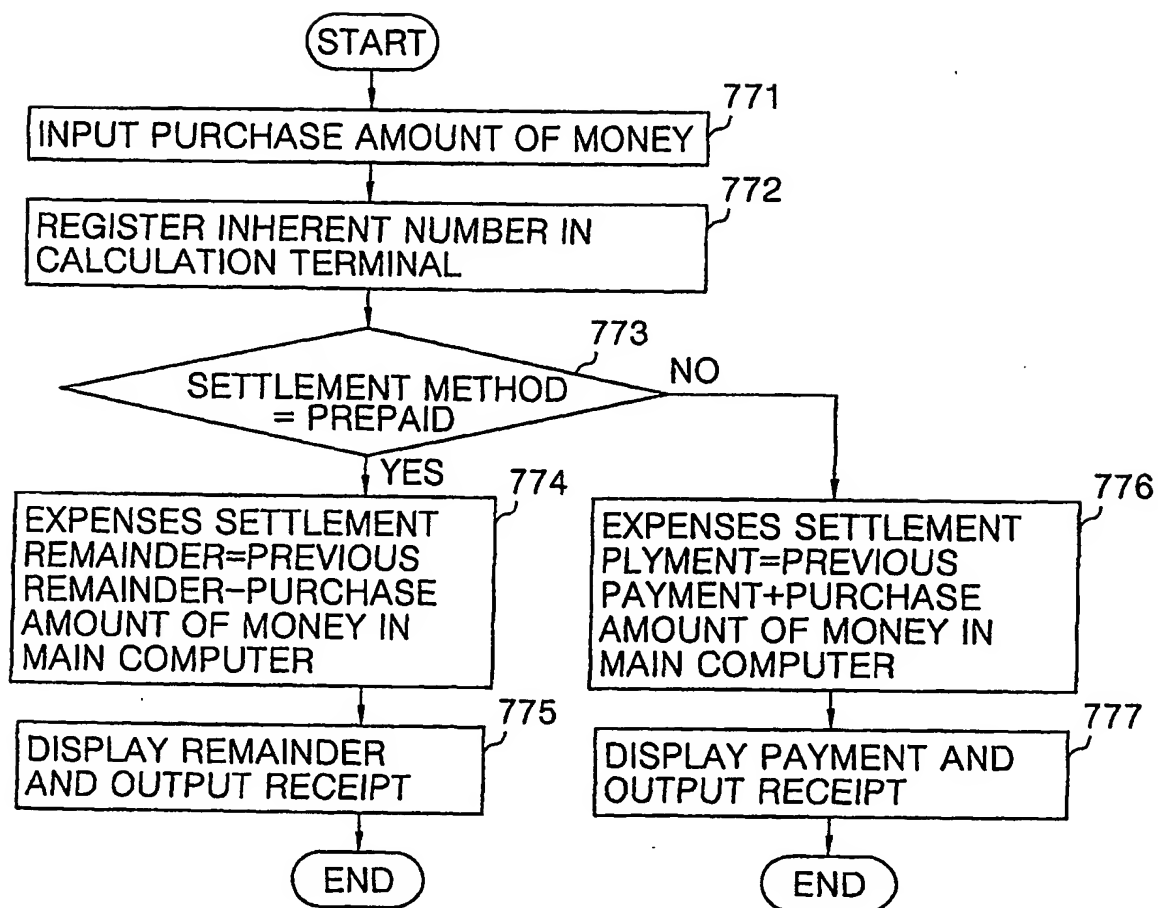 START
771
INPUT PURCHASE AMOUNT OF MONEY
772
REGISTER INHERENT NUMBER IN
CALCULATION TERMINAL
773
SETTLEMENT METHOD
= PREPAID
NO
YES
774
EXPENSES SETTLEMENT
REMAINDER=PREVIOUS
REMAINDER-PURCHASE
AMOUNT OF MONEY IN
MAIN COMPUTER
775
DISPLAY REMAINDER
AND OUTPUT RECEIPT
END
776
EXPENSES SETTLEMENT
PLYMENT=PREVIOUS
PAYMENT+PURCHASE
AMOUNT OF MONEY IN
MAIN COMPUTER
777
DISPLAY PAYMENT AND
OUTPUT RECEIPT
END